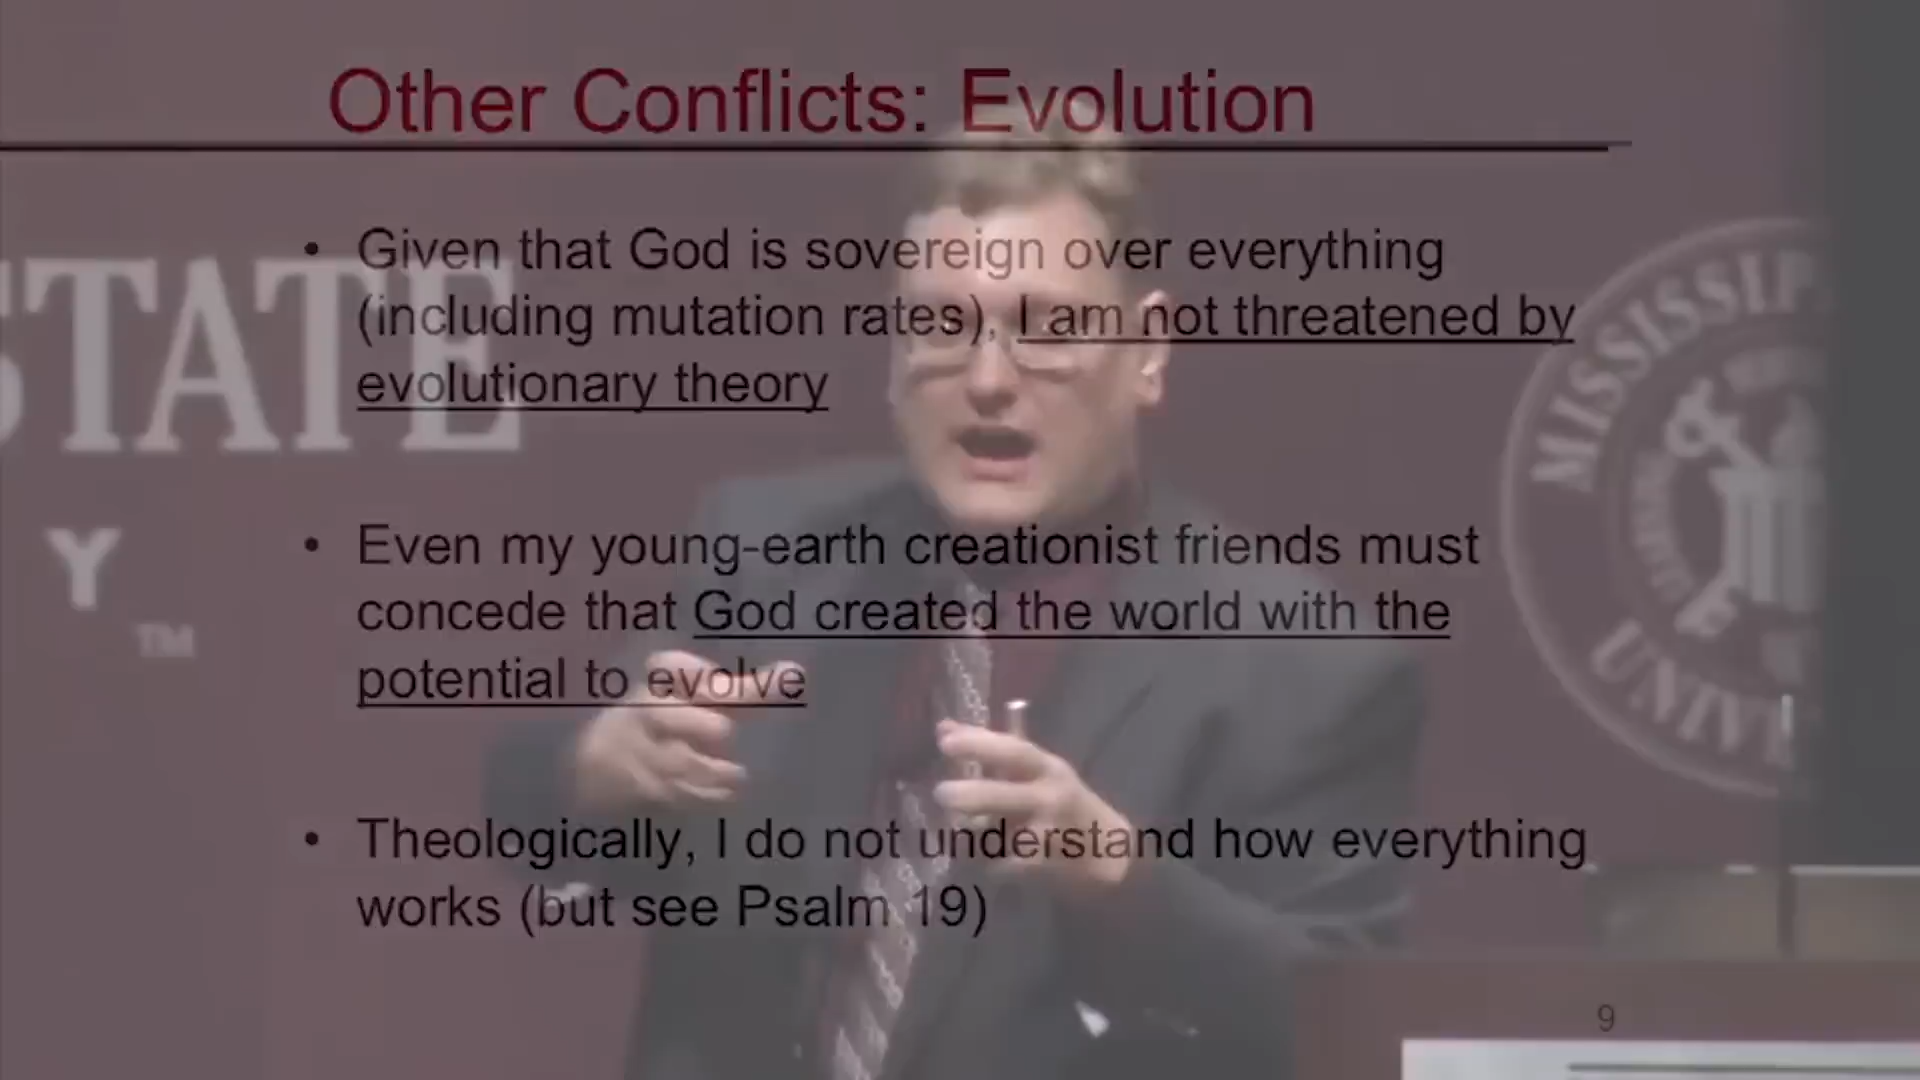 Other Conflicts: Evolution
• Given that God is sovereign over everything
(including mutation rates), I am not threatened by
evolutionary theory
STATE
Y
TM
• Even my young-earth creationist friends must
concede that God created the world with the
potential to evolve
• Theologically, I do not understand how everything
works (but see Psalm 19)
MISSISSIP
UNIVE
9